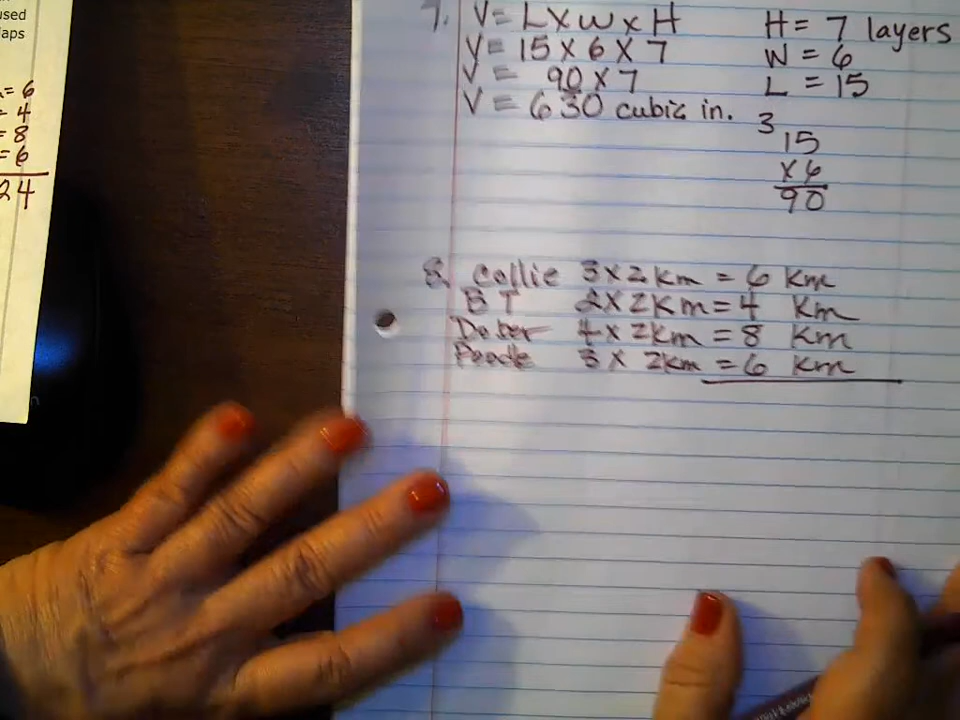 used
aps
= 6
= 4
= 8
= 6
24
7. V = L x W x H
V = 15 x 6 x 7
V = 90 x 7
V = 630 cubic in.
H = 7 layers
W = 6
L = 15
3
15
x 6
90
8. Collie 3 x 2 km = 6 km
BT 2 x 2 km = 4 km
Dober 4 x 2 km = 8 km
Poodle 3 x 2 km = 6 km